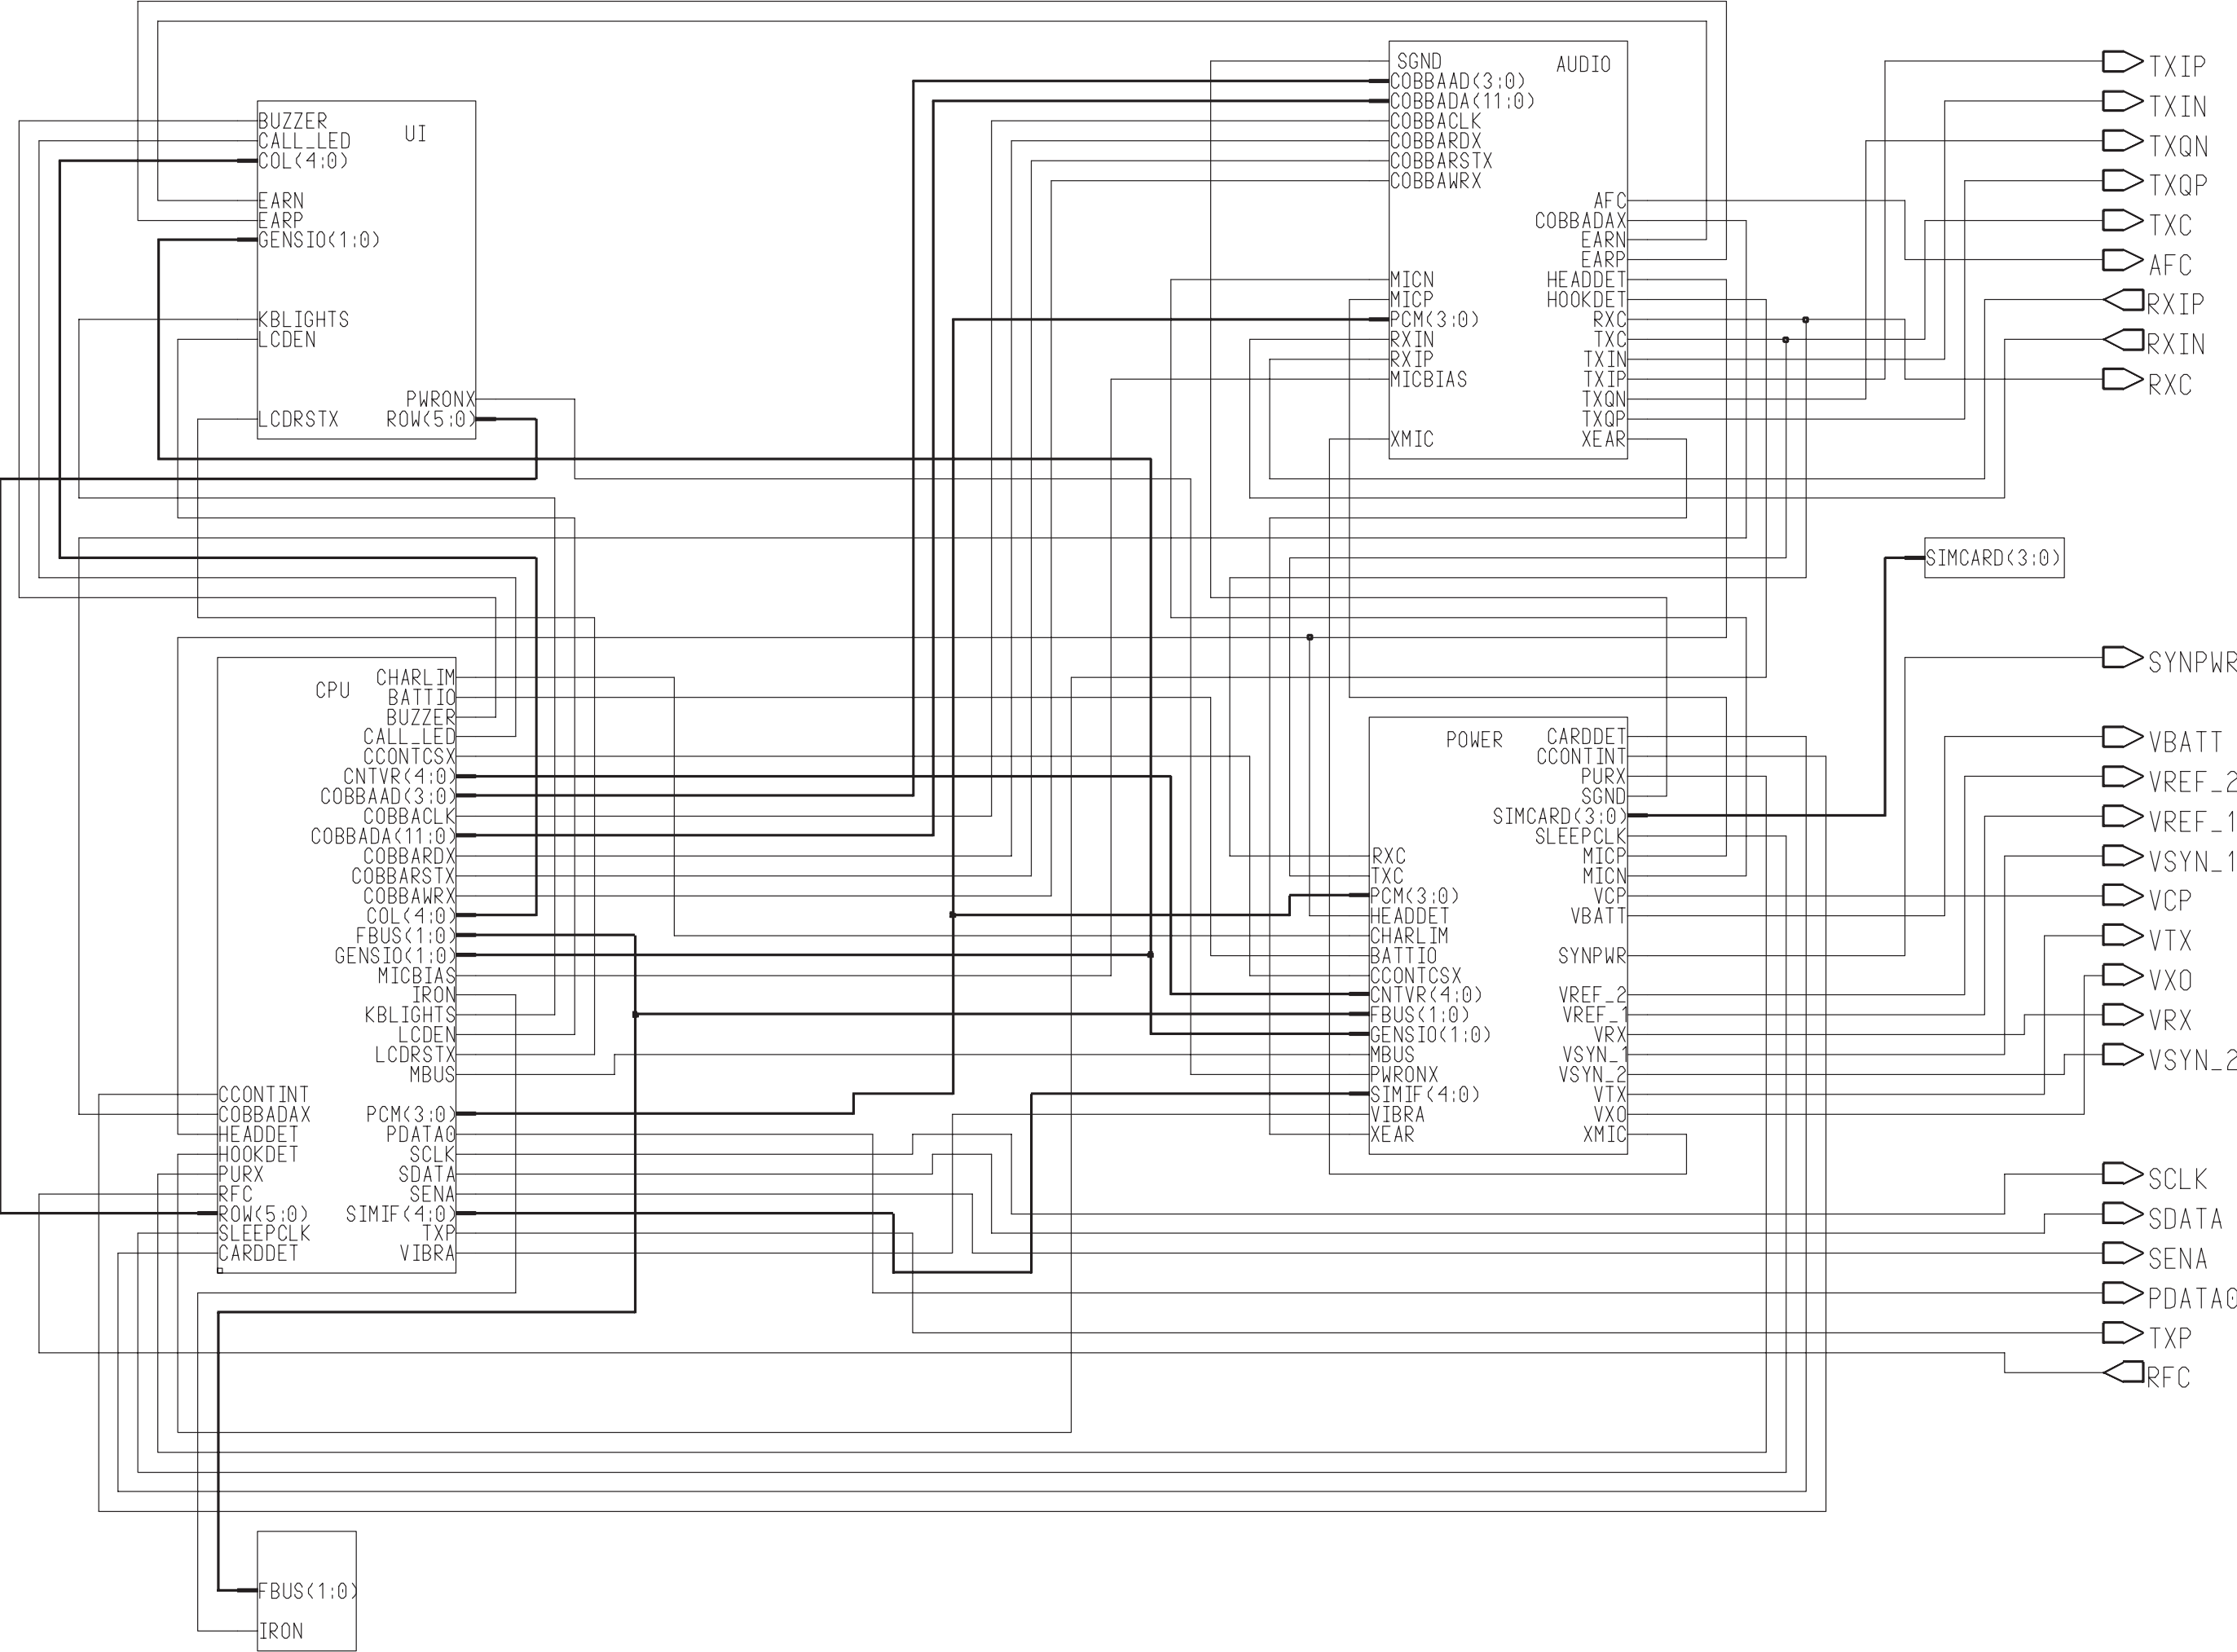 UI
BUZZER
CALL_LED
COL(4:0)
EARN
EARP
GENSIO(1:0)
KBLIGHTS
LCDEN
PWRONX
LCDRSTX ROW(5:0)
AUDIO
SGND
COBBAAD(3:0)
COBBADA(11:0)
COBBACLK
COBBARDX
COBBARSTX
COBBAWRX
AFC
COBBADAX
EARN
EARP
MICN HEADDET
MICP HOOKDET
PCM(3:0) RXC
RXIN TXC
RXIP TXIN
MICBIAS TXIP
TXQN
TXQP
XMIC XEAR
TXIP
TXIN
TXQN
TXQP
TXC
AFC
RXIP
RXIN
RXC
SIMCARD(3:0)
CPU
CHARLIM
BATTIO
BUZZER
CALL_LED
CCONTCSX
CNTVR(4:0)
COBBAAD(3:0)
COBBACLK
COBBADA(11:0)
COBBARDX
COBBARSTX
COBBAWRX
COL(4:0)
FBUS(1:0)
GENSIO(1:0)
MICBIAS
IRON
KBLIGHTS
LCDEN
LCDRSTX
MBUS
CCONTINT
COBBADAX PCM(3:0)
HEADDET PDATA0
HOOKDET SCLK
PURX SDATA
RFC SENA
ROW(5:0) SIMIF(4:0)
SLEEPCLK TXP
CARDDET VIBRA
POWER
CARDDET
CCONTINT
PURX
SGND
SIMCARD(3:0)
SLEEPCLK
RXC MICP
TXC MICN
PCM(3:0) VCP
HEADDET VBATT
CHARLIM
BATTIO SYNPWR
CCONTCSX
CNTVR(4:0) VREF_2
FBUS(1:0) VREF_1
GENSIO(1:0) VRX
MBUS VSYN_1
PWRONX VSYN_2
SIMIF(4:0) VTX
VIBRA VXO
XEAR XMIC
SYNPWR
VBATT
VREF_2
VREF_1
VSYN_1
VCP
VTX
VXO
VRX
VSYN_2
SCLK
SDATA
SENA
PDATA0
TXP
RFC
FBUS(1:0)
IRON